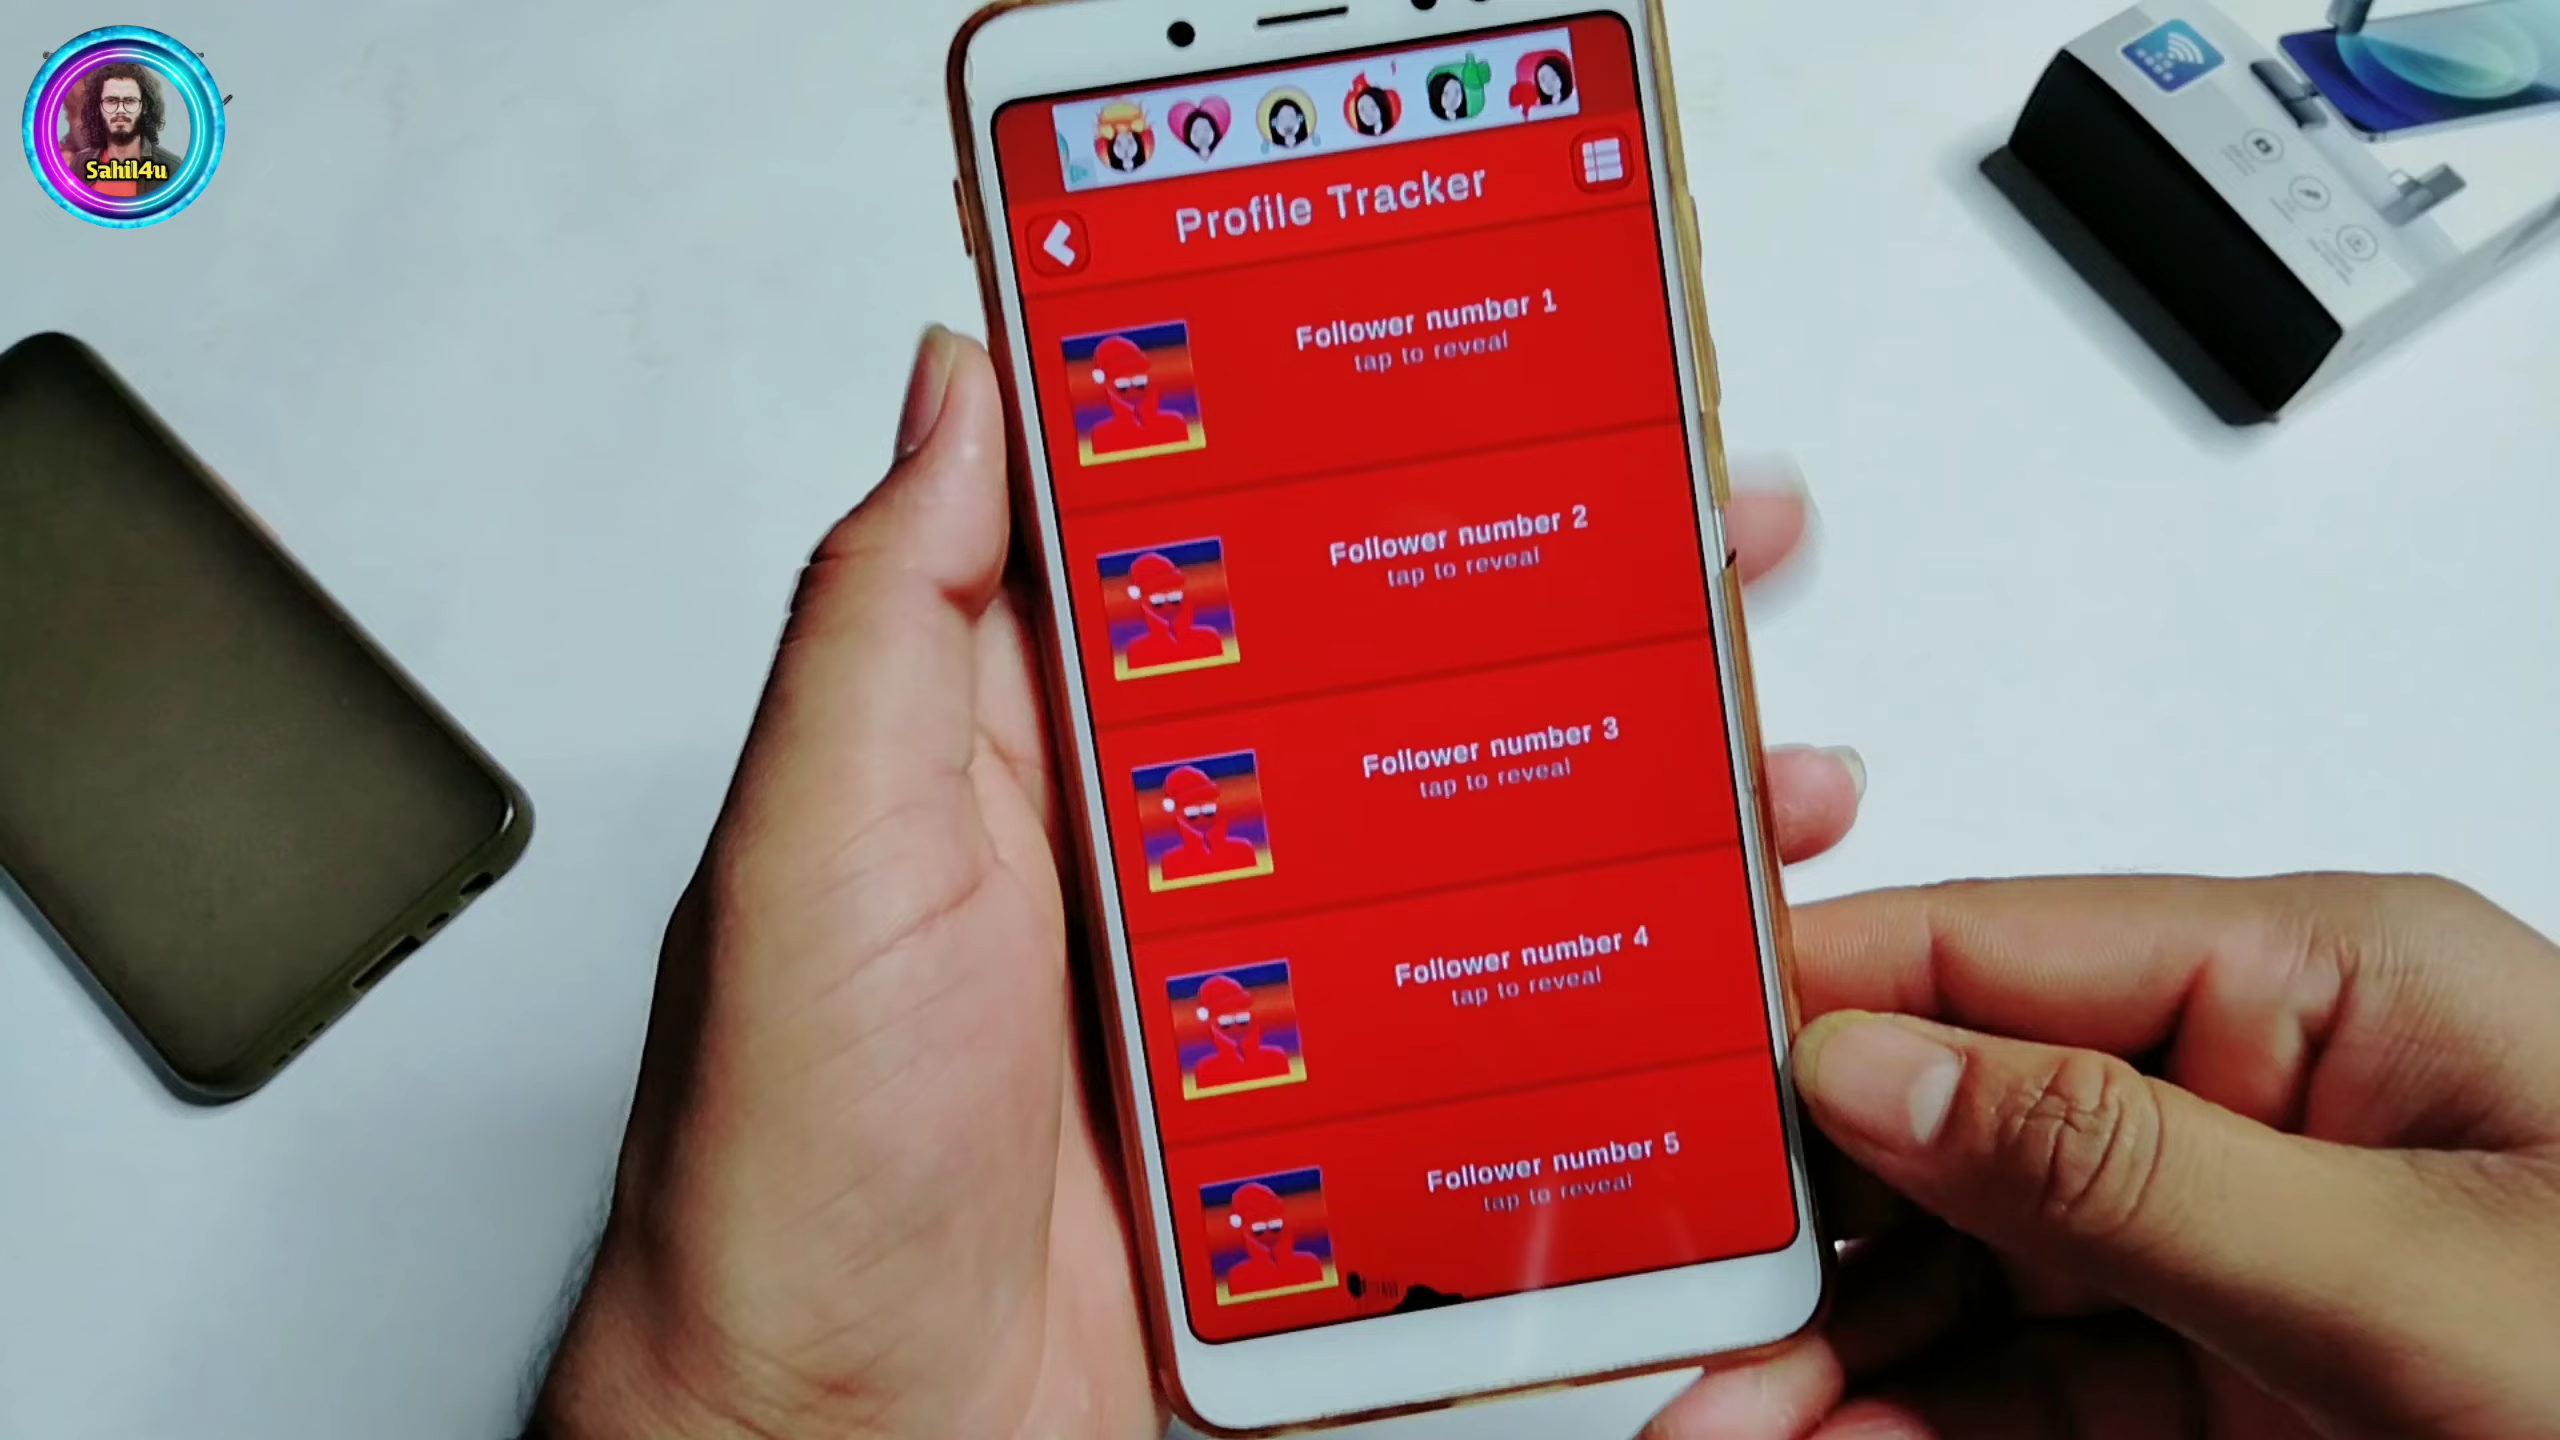 Sahil4u
Profile Tracker
Follower number 1
tap to reveal
Follower number 2
tap to reveal
Follower number 3
tap to reveal
Follower number 4
tap to reveal
Follower number 5
tap to reveal